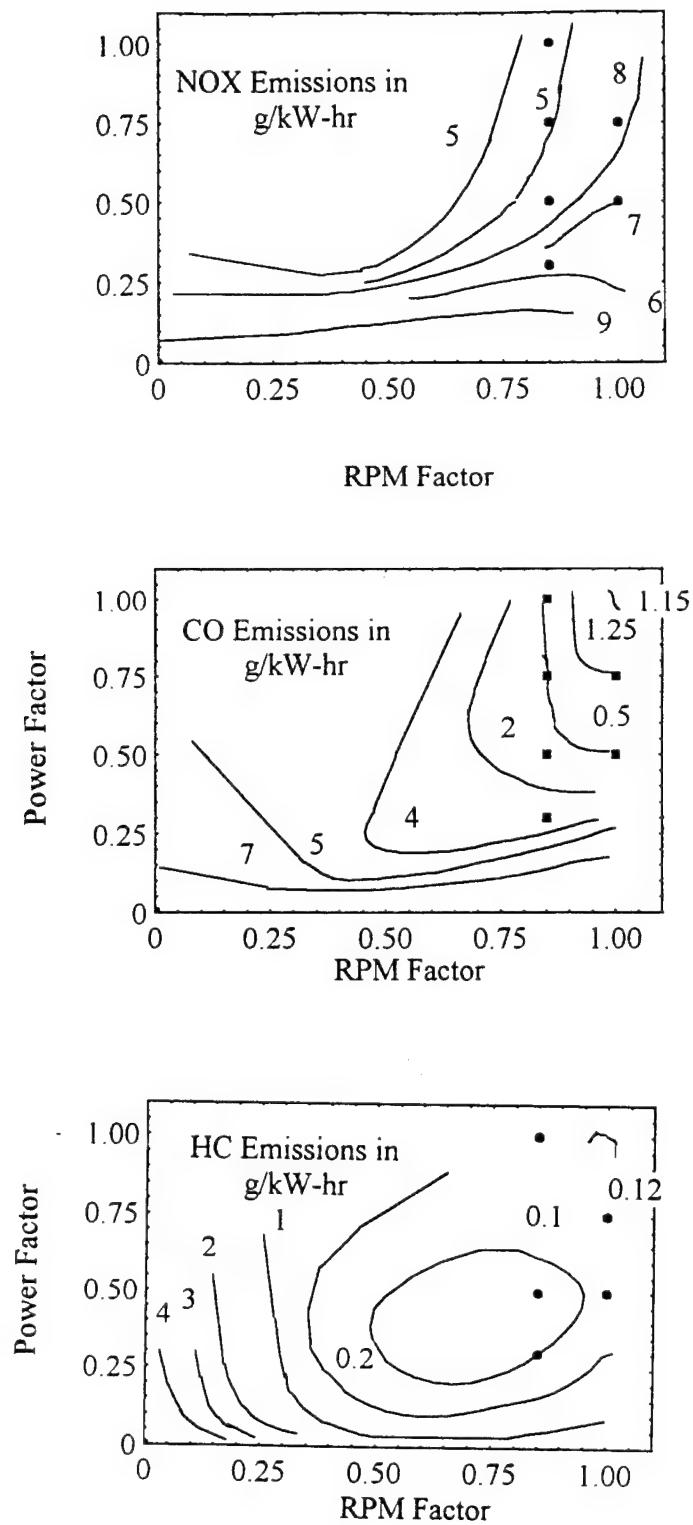 1.00
NOX Emissions in
g/kW-hr
8
5
5
0.75
0.50
7
0.25
6
9
0
0 0.25 0.50 0.75 1.00
RPM Factor
1.00
CO Emissions in
g/kW-hr
1.15
1.25
0.75
0.5
2
Power Factor
0.50
4
5
0.25
7
0
0 0.25 0.50 0.75 1.00
RPM Factor
1.00
HC Emissions in
g/kW-hr
0.12
0.1
1
0.75
2
Power Factor
0.50
3
4
0.2
0.25
0
0 0.25 0.50 0.75 1.00
RPM Factor